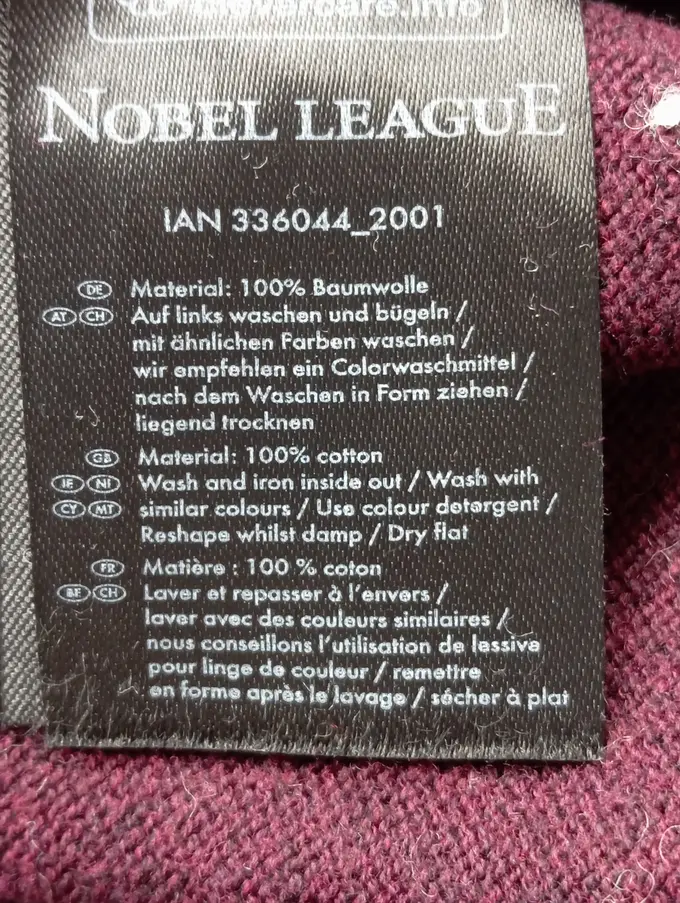 clevercare.info
NOBEL LEAGUE
IAN 336044_2001
DE Material: 100% Baumwolle
AT CH Auf links waschen und bügeln /
mit ähnlichen Farben waschen /
wir empfehlen ein Colorwaschmittel /
nach dem Waschen in Form ziehen /
liegend trocknen
GB Material: 100% cotton
IE NI Wash and iron inside out / Wash with
CY MT similar colours / Use colour detergent /
Reshape whilst damp / Dry flat
FR Matière : 100 % coton
BE CH Laver et repasser à l'envers /
laver avec des couleurs similaires /
nous conseillons l'utilisation de lessive
pour linge de couleur / remettre
en forme après le lavage / sécher à plat